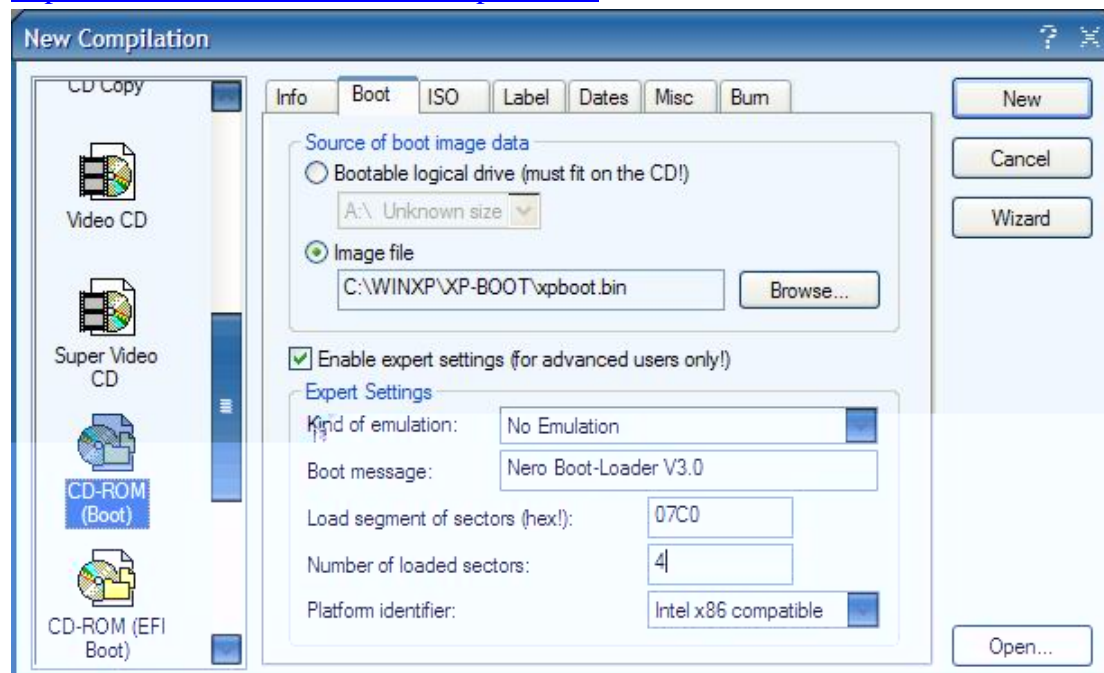 New Compilation
CD Copy
Video CD
Super Video
CD
CD-ROM
(Boot)
CD-ROM (EFI
Boot)
Info Boot ISO Label Dates Misc Burn
Source of boot image data
Bootable logical drive (must fit on the CD!)
A:\ Unknown size
Image file
C:\WINXP\XP-BOOT\xpboot.bin Browse...
Enable expert settings (for advanced users only!)
Expert Settings
Kind of emulation: No Emulation
Boot message: Nero Boot-Loader V3.0
Load segment of sectors (hex!): 07C0
Number of loaded sectors: 4
Platform identifier: Intel x86 compatible
New
Cancel
Wizard
Open...